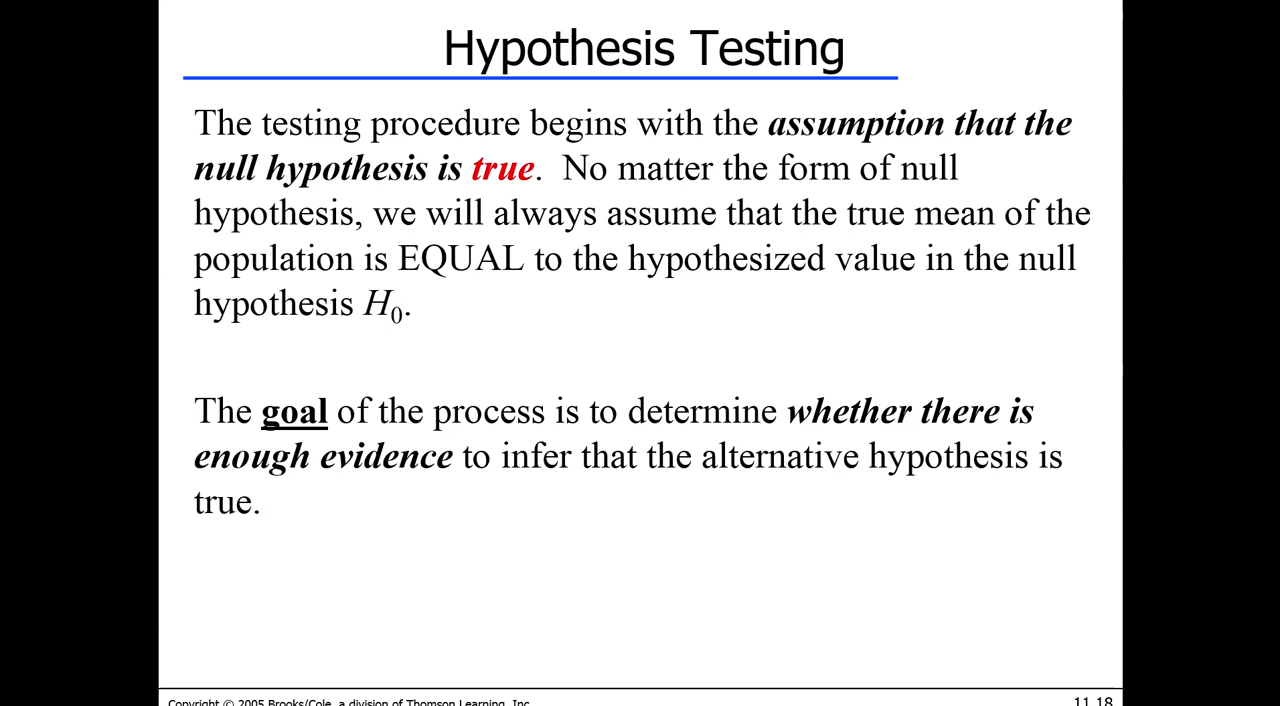 Hypothesis Testing
The testing procedure begins with the assumption that the
null hypothesis is true. No matter the form of null
hypothesis, we will always assume that the true mean of the
population is EQUAL to the hypothesized value in the null
hypothesis H₀.
The goal of the process is to determine whether there is
enough evidence to infer that the alternative hypothesis is
true.
Copyright © 2005 Brooks/Cole, a division of Thomson Learning, Inc.
11.18